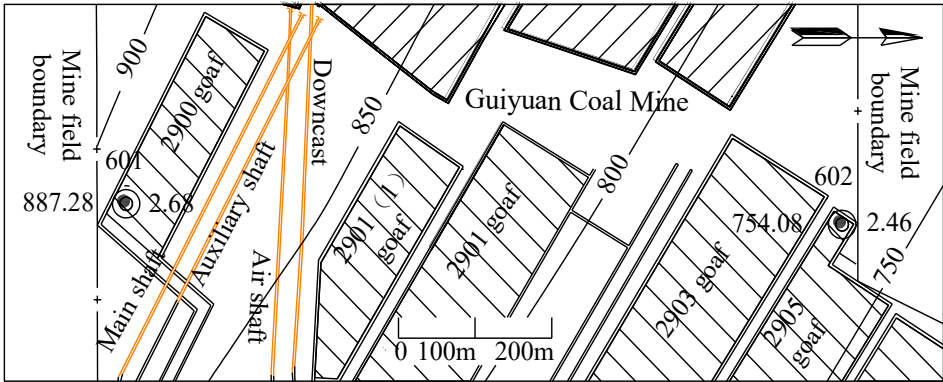 Mine field
boundary
900
601
887.28
2.68
2900 goaf
Main shaft
Auxiliary shaft
Air shaft
Downcast
850
Guiyuan Coal Mine
2901（1）
goaf
2901 goaf
800
0 100m 200m
2903 goaf
2905
goaf
602
754.08
2.46
750
Mine field
boundary